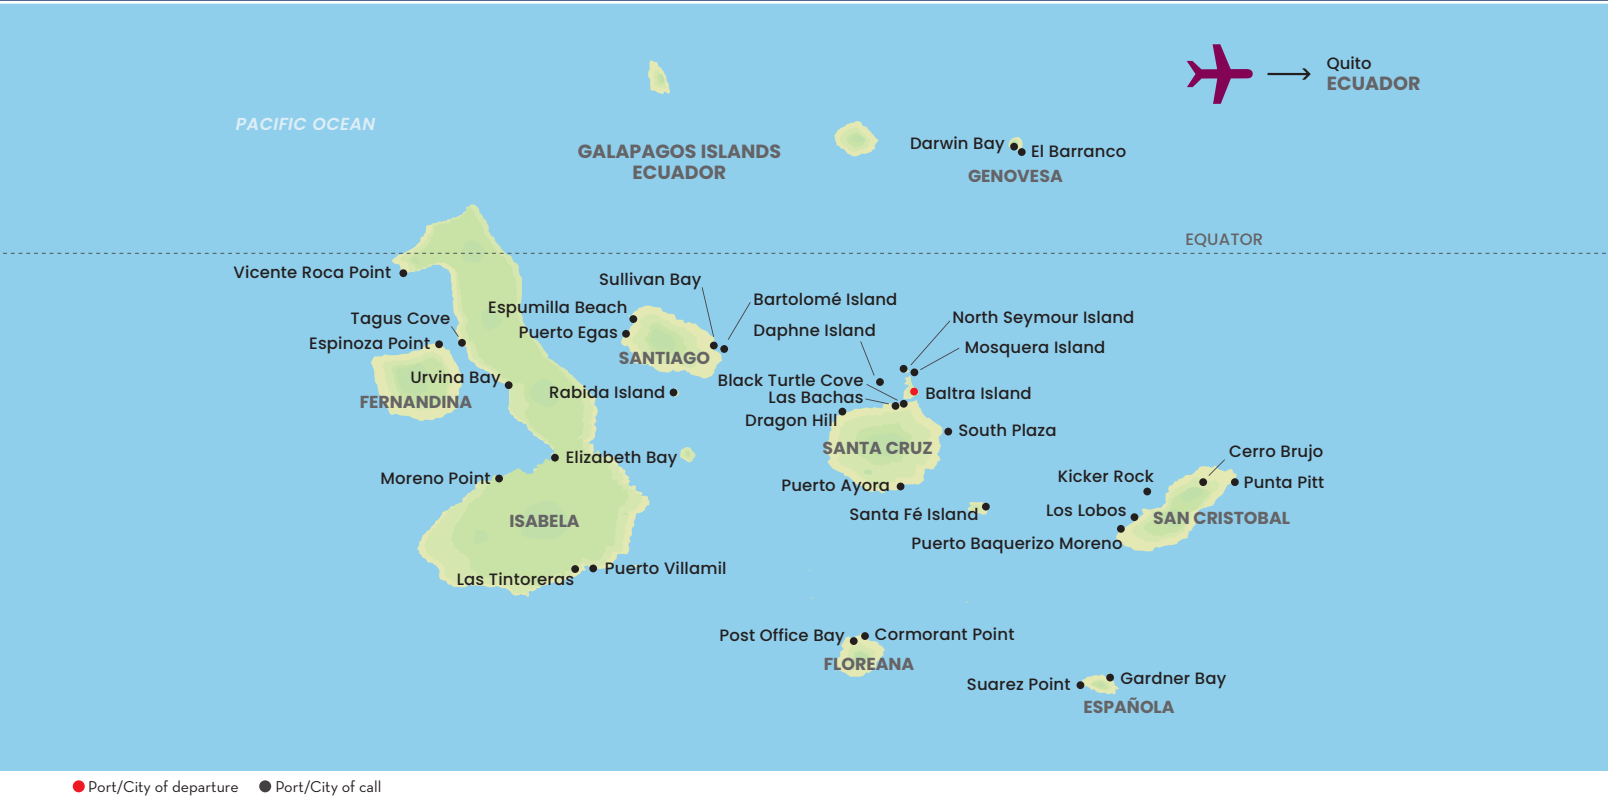 Quito
ECUADOR
PACIFIC OCEAN
GALAPAGOS ISLANDS
ECUADOR
Darwin Bay
El Barranco
GENOVESA
EQUATOR
Vicente Roca Point
Sullivan Bay
Bartolomé Island
Espumilla Beach
Tagus Cove
North Seymour Island
Daphne Island
Puerto Egas
Espinoza Point
Mosquera Island
SANTIAGO
Urvina Bay
Black Turtle Cove
Rabida Island
Baltra Island
Las Bachas
FERNANDINA
Dragon Hill
South Plaza
SANTA CRUZ
Cerro Brujo
Elizabeth Bay
Moreno Point
Kicker Rock
Punta Pitt
Puerto Ayora
Los Lobos
Santa Fé Island
SAN CRISTOBAL
ISABELA
Puerto Baquerizo Moreno
Puerto Villamil
Las Tintoreras
Post Office Bay
Cormorant Point
FLOREANA
Gardner Bay
Suarez Point
ESPAÑOLA
Port/City of departure
Port/City of call